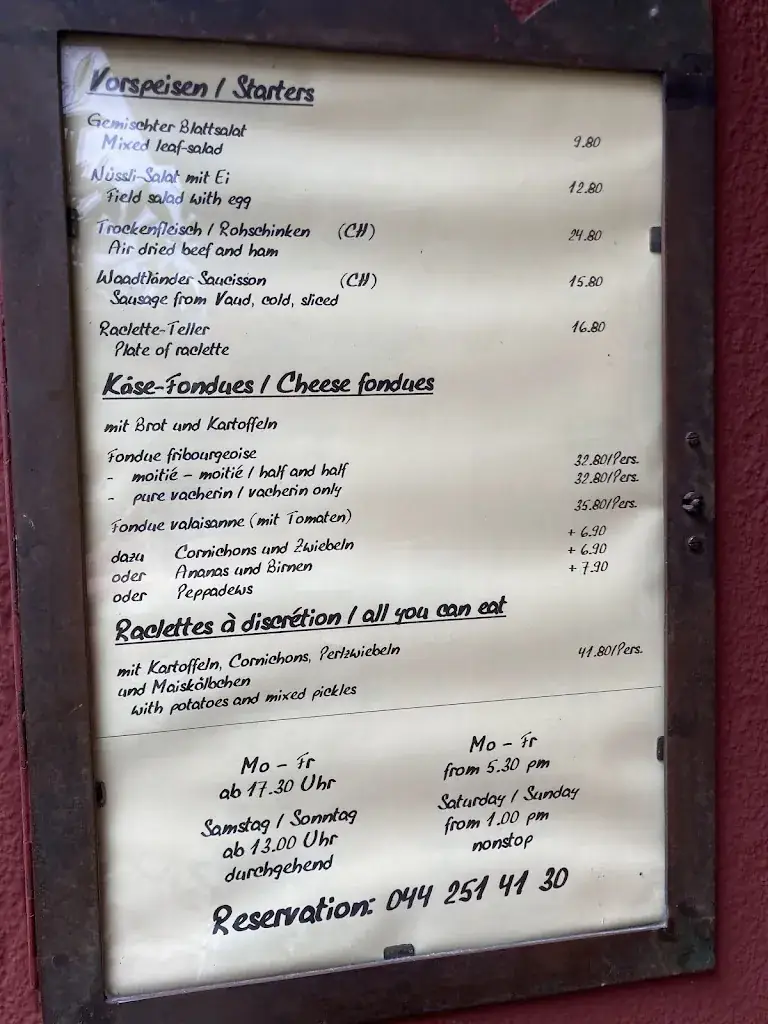 Vorspeisen / Starters
Gemischter Blattsalat
Mixed leaf-salad 9.80
Nüssli-Salat mit Ei
Field salad with egg 12.80
Trockenfleisch / Rohschinken (CH) 24.80
Air dried beef and ham
Waadtländer Saucisson (CH) 15.80
Sausage from Vaud, cold, sliced
Raclette-Teller 16.80
Plate of raclette
Käse-Fondues / Cheese fondues
mit Brot und Kartoffeln
Fondue fribourgeoise
- moitié - moitié / half and half 32.80/Pers.
- pure vacherin / vacherin only 32.80/Pers.
Fondue valaisanne (mit Tomaten) 35.80/Pers.
dazu Cornichons und Zwiebeln + 6.90
oder Ananas und Birnen + 6.90
oder Peppadews + 7.90
Raclettes à discrétion / all you can eat
mit Kartoffeln, Cornichons, Perlzwiebeln 41.80/Pers.
und Maiskölbchen
with potatoes and mixed pickles
Mo - Fr
ab 17.30 Uhr
Samstag / Sonntag
ab 13.00 Uhr
durchgehend
Mo - Fr
from 5.30 pm
Saturday / Sunday
from 1.00 pm
nonstop
Reservation: 044 251 41 30